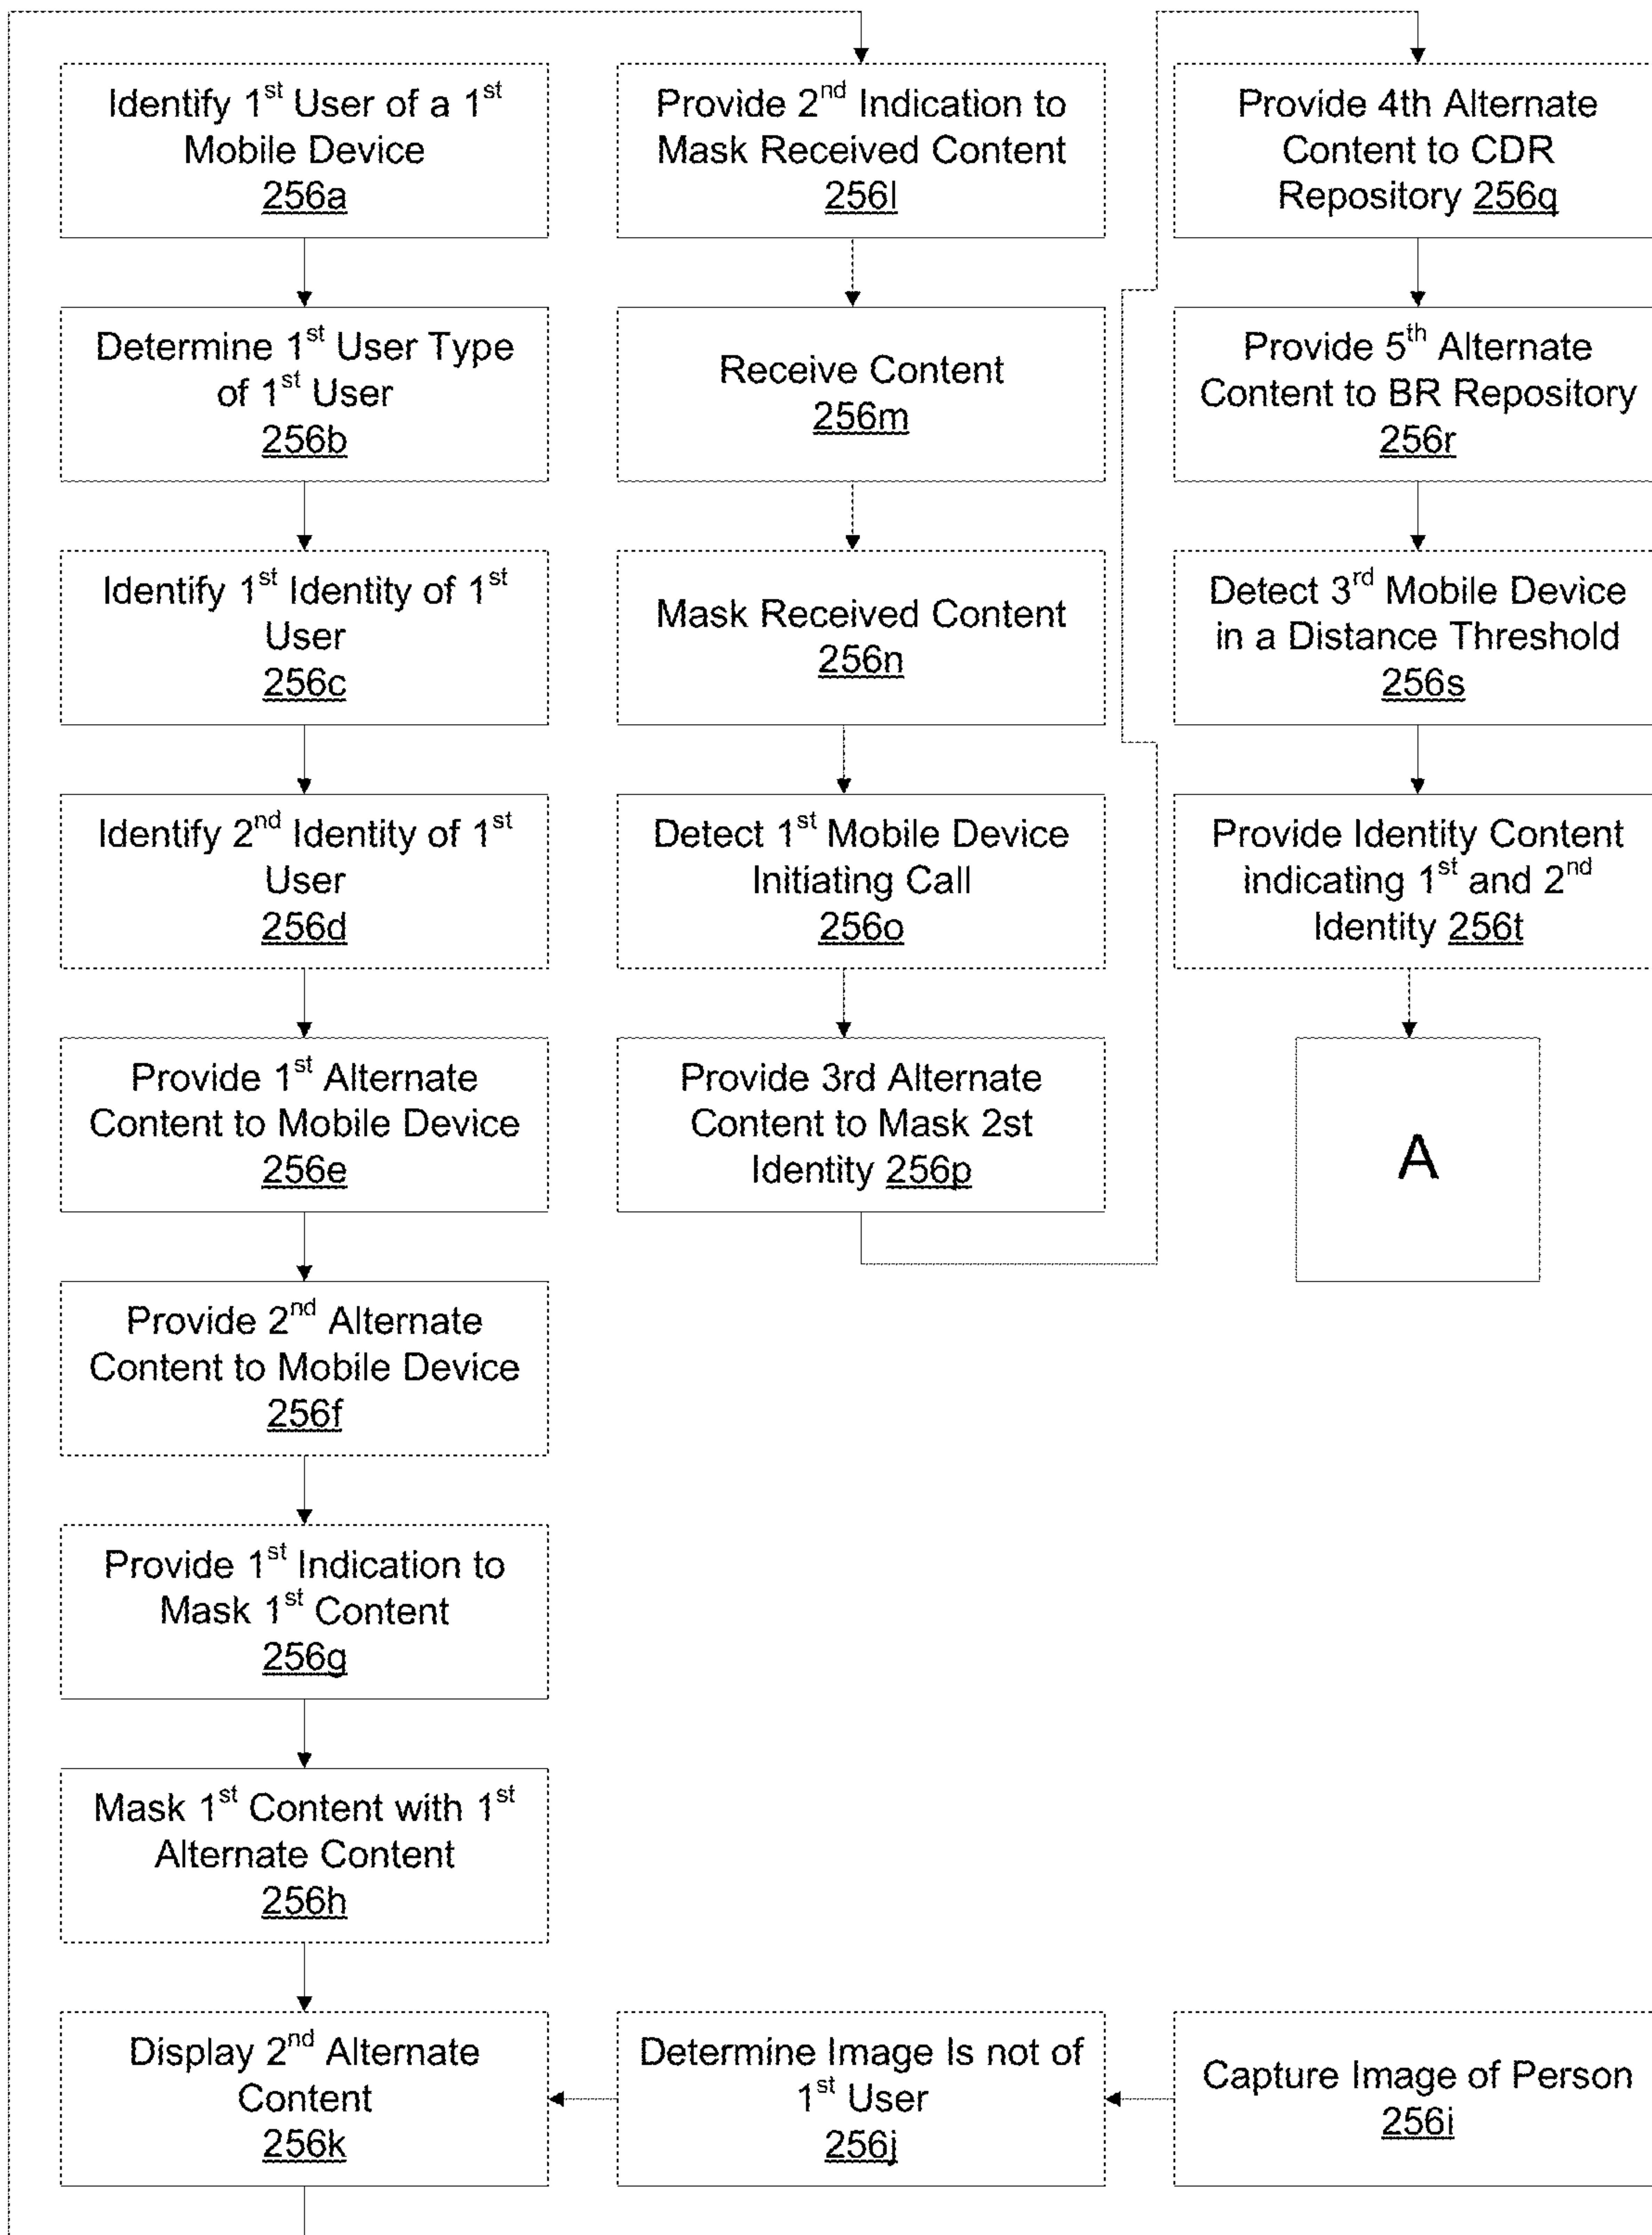 Identify 1st User of a 1st
Mobile Device
256a
Determine 1st User Type
of 1st User
256b
Identify 1st Identity of 1st
User
256c
Identify 2nd Identity of 1st
User
256d
Provide 1st Alternate
Content to Mobile Device
256e
Provide 2nd Alternate
Content to Mobile Device
256f
Provide 1st Indication to
Mask 1st Content
256g
Mask 1st Content with 1st
Alternate Content
256h
Display 2nd Alternate
Content
256k
Provide 2nd Indication to
Mask Received Content
256l
Receive Content
256m
Mask Received Content
256n
Detect 1st Mobile Device
Initiating Call
256o
Provide 3rd Alternate
Content to Mask 2st
Identity 256p
Determine Image Is not of
1st User
256j
Provide 4th Alternate
Content to CDR
Repository 256q
Provide 5th Alternate
Content to BR Repository
256r
Detect 3rd Mobile Device
in a Distance Threshold
256s
Provide Identity Content
indicating 1st and 2nd
Identity 256t
A
Capture Image of Person
256i